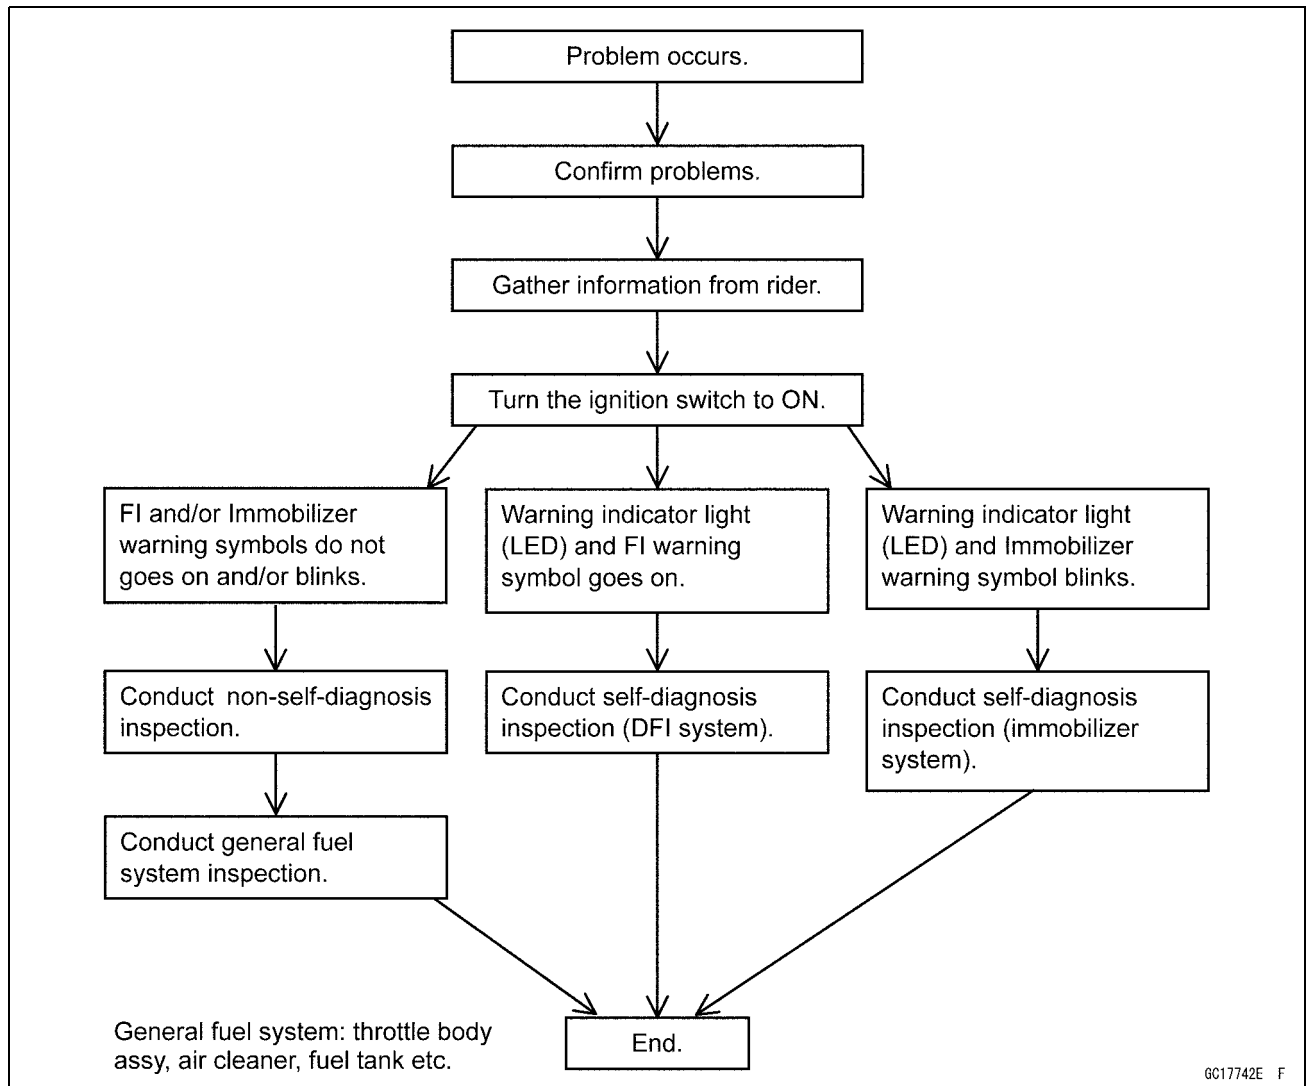 Problem occurs.
Confirm problems.
Gather information from rider.
Turn the ignition switch to ON.
FI and/or Immobilizer
warning symbols do not
goes on and/or blinks.
Warning indicator light
(LED) and FI warning
symbol goes on.
Warning indicator light
(LED) and Immobilizer
warning symbol blinks.
Conduct non-self-diagnosis
inspection.
Conduct self-diagnosis
inspection (DFI system).
Conduct self-diagnosis
inspection (immobilizer
system).
Conduct general fuel
system inspection.
General fuel system: throttle body
assy, air cleaner, fuel tank etc.
End.
GC17742E F